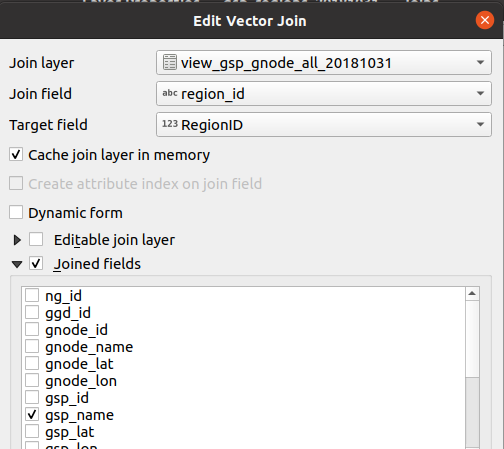 Edit Vector Join
Join layer view_gsp_gnode_all_20181031
Join field abc region_id
Target field 123 RegionID
Cache join layer in memory
Create attribute index on join field
Dynamic form
Editable join layer
Joined fields
ng_id
ggd_id
gnode_id
gnode_name
gnode_lat
gnode_lon
gsp_id
gsp_name
gsp_lat
gsp_lon